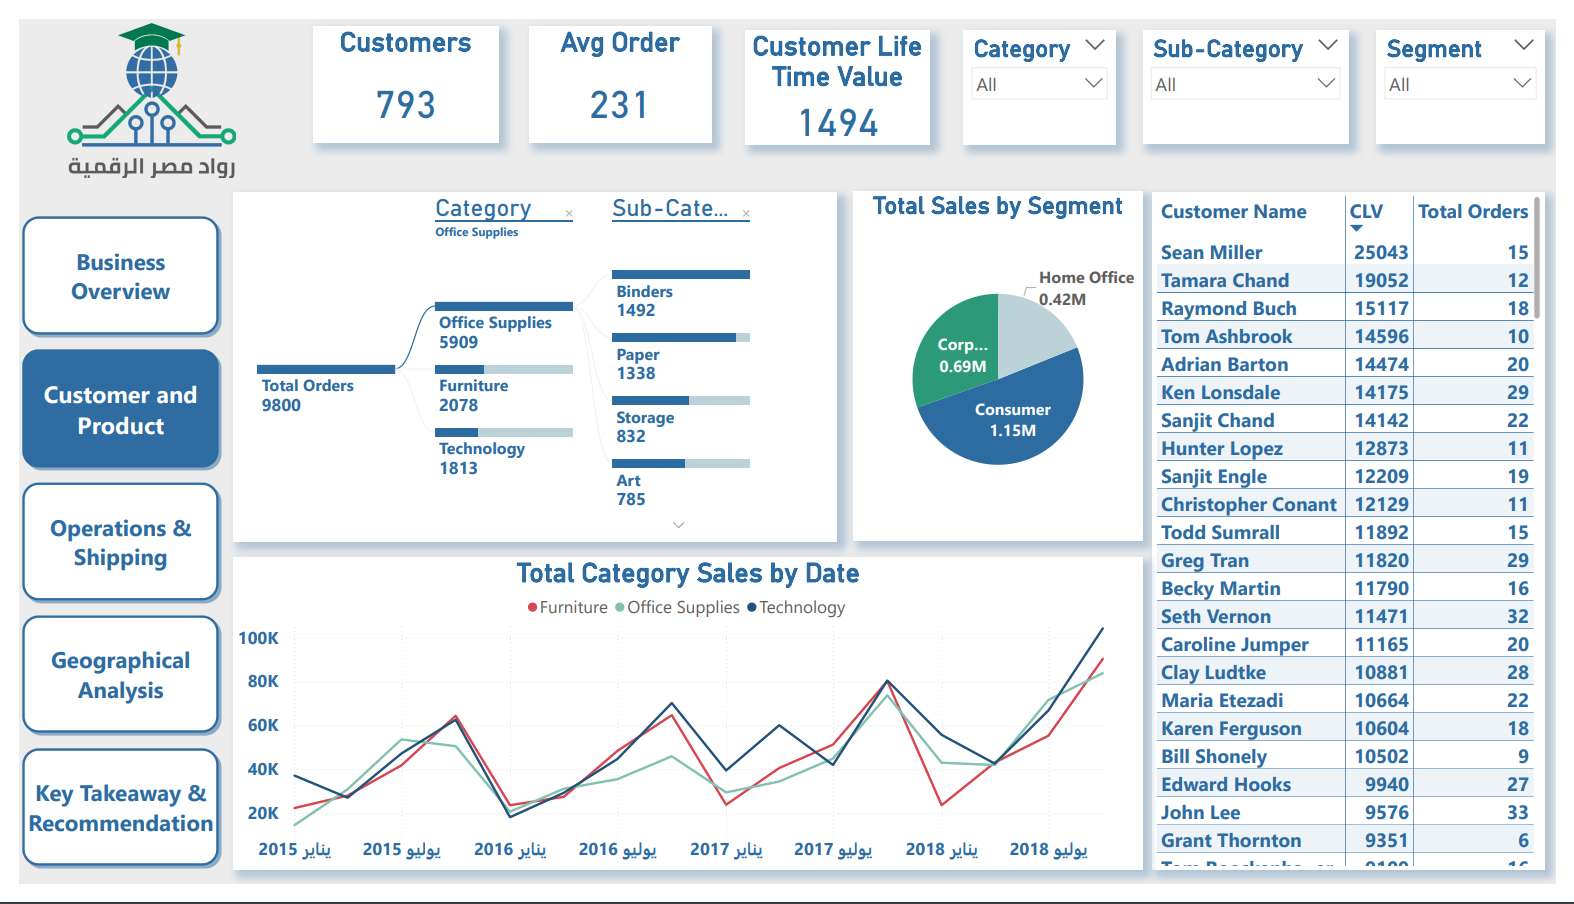 رواد مصر الرقمية
Customers
793
Avg Order
231
Customer Life
Time Value
1494
Category
All
Sub-Category
All
Segment
All
Business
Overview
Customer and
Product
Operations &
Shipping
Geographical
Analysis
Key Takeaway &
Recommendation
Category
Office Supplies
Sub-Cate...
Total Orders
9800
Office Supplies
5909
Furniture
2078
Technology
1813
Binders
1492
Paper
1338
Storage
832
Art
785
Total Sales by Segment
Home Office
0.42M
Corp...
0.69M
Consumer
1.15M
Total Category Sales by Date
Furniture Office Supplies Technology
100K
80K
60K
40K
20K
يناير 2015 يوليو 2015 يناير 2016 يوليو 2016 يناير 2017 يوليو 2017 يناير 2018 يوليو 2018
Customer Name CLV Total Orders
Sean Miller 25043 15
Tamara Chand 19052 12
Raymond Buch 15117 18
Tom Ashbrook 14596 10
Adrian Barton 14474 20
Ken Lonsdale 14175 29
Sanjit Chand 14142 22
Hunter Lopez 12873 11
Sanjit Engle 12209 19
Christopher Conant 12129 11
Todd Sumrall 11892 15
Greg Tran 11820 29
Becky Martin 11790 16
Seth Vernon 11471 32
Caroline Jumper 11165 20
Clay Ludtke 10881 28
Maria Etezadi 10664 22
Karen Ferguson 10604 18
Bill Shonely 10502 9
Edward Hooks 9940 27
John Lee 9576 33
Grant Thornton 9351 6